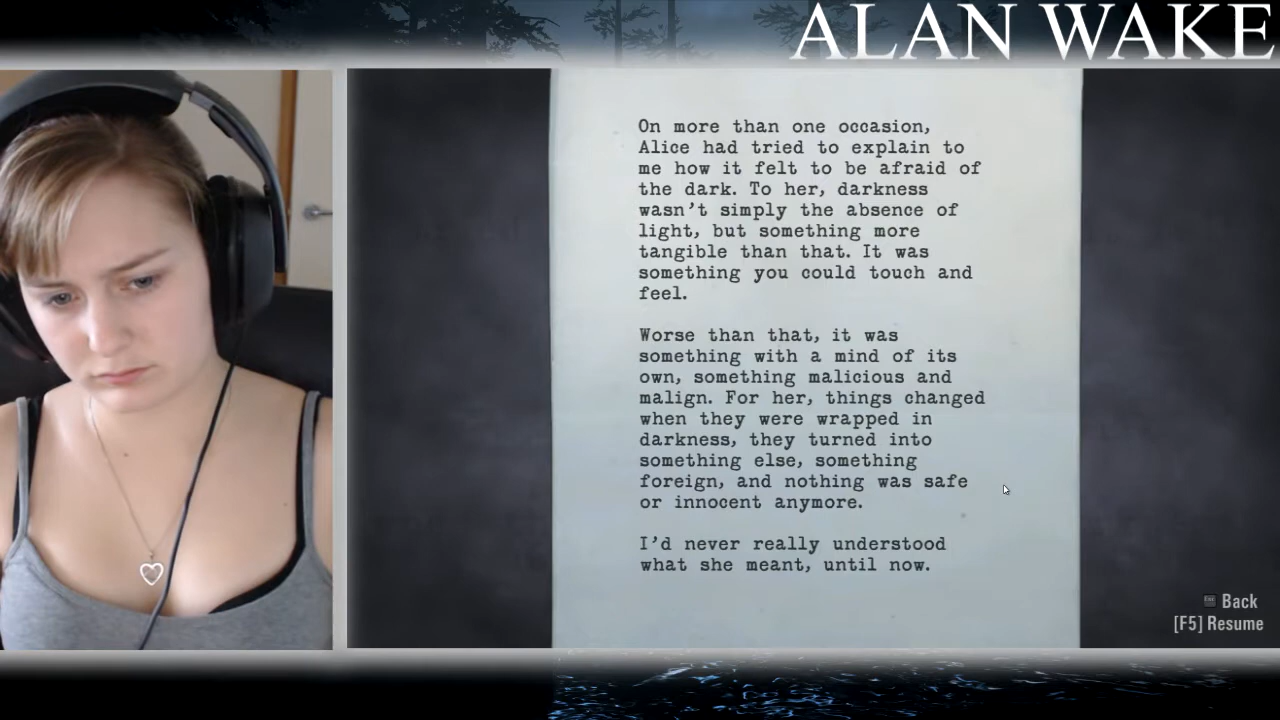 ALAN WAKE
On more than one occasion,
Alice had tried to explain to
me how it felt to be afraid of
the dark. To her, darkness
wasn't simply the absence of
light, but something more
tangible than that. It was
something you could touch and
feel.
Worse than that, it was
something with a mind of its
own, something malicious and
malign. For her, things changed
when they were wrapped in
darkness, they turned into
something else, something
foreign, and nothing was safe
or innocent anymore.
I'd never really understood
what she meant, until now.
Back
[F5] Resume